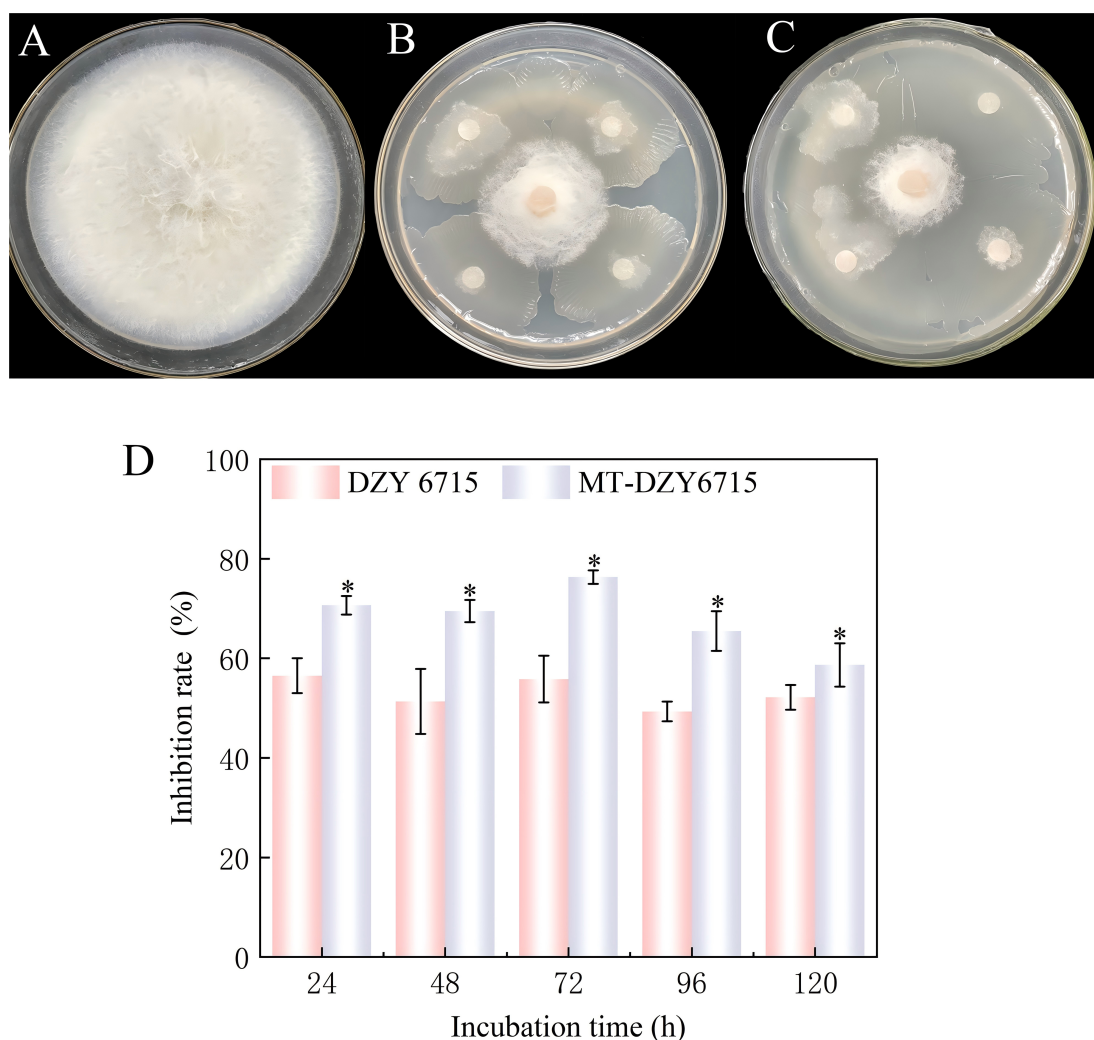 A
B
C
D
DZY 6715
MT-DZY6715
100
80
60
40
20
0
Inhibition rate (%)
*
*
*
*
*
24
48
72
96
120
Incubation time (h)